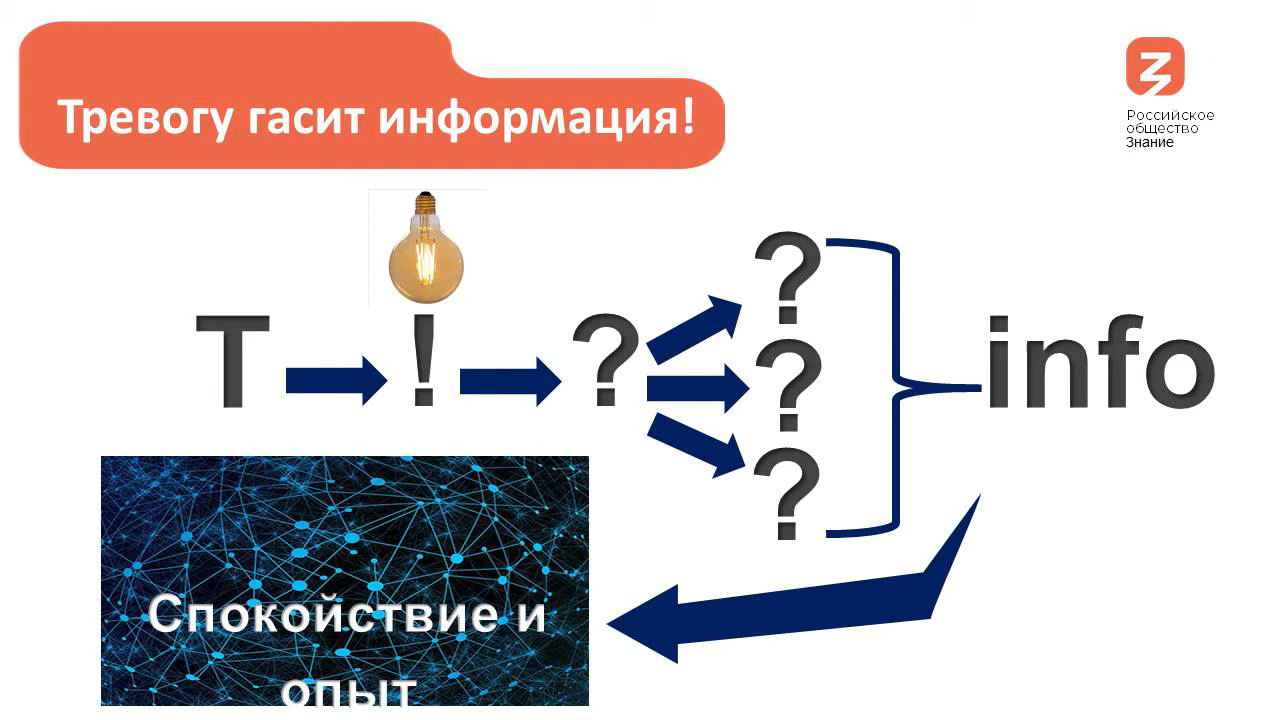 Тревогу гасит информация!
Российское
общество
Знание
?
T ! ? ? info
?
Спокойствие и
опыт